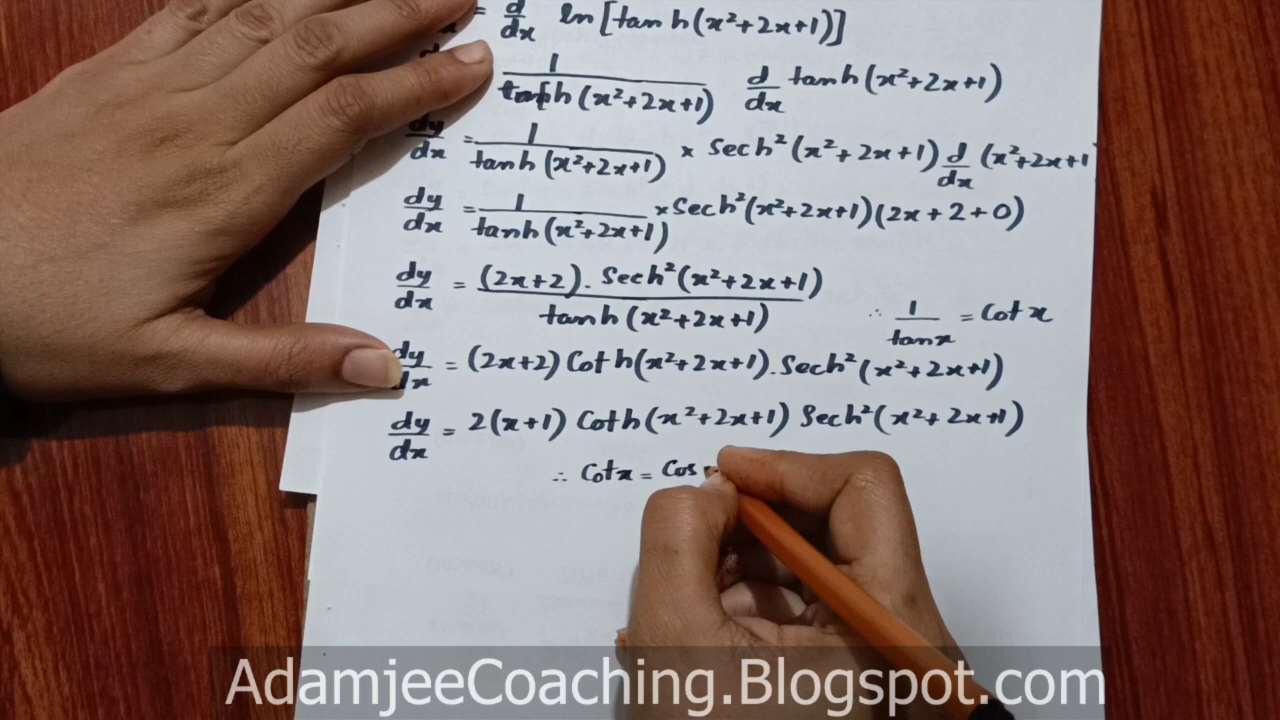 = d/dx ln[tanh(x²+2x+1)]
1/tanh(x²+2x+1) d/dx tanh(x²+2x+1)
dy/dx = 1/tanh(x²+2x+1) × Sech²(x²+2x+1) d/dx (x²+2x+1
dy/dx = 1/tanh(x²+2x+1) × Sech²(x²+2x+1)(2x+2+0)
dy/dx = (2x+2). Sech²(x²+2x+1)/tanh(x²+2x+1)
∵ 1/tanx = Cotx
dy/dx = (2x+2) Coth(x²+2x+1). Sech²(x²+2x+1)
dy/dx = 2(x+1) Coth(x²+2x+1) Sech²(x²+2x+1)
∴ Cotx = Cos
AdamjeeCoaching.Blogspot.com